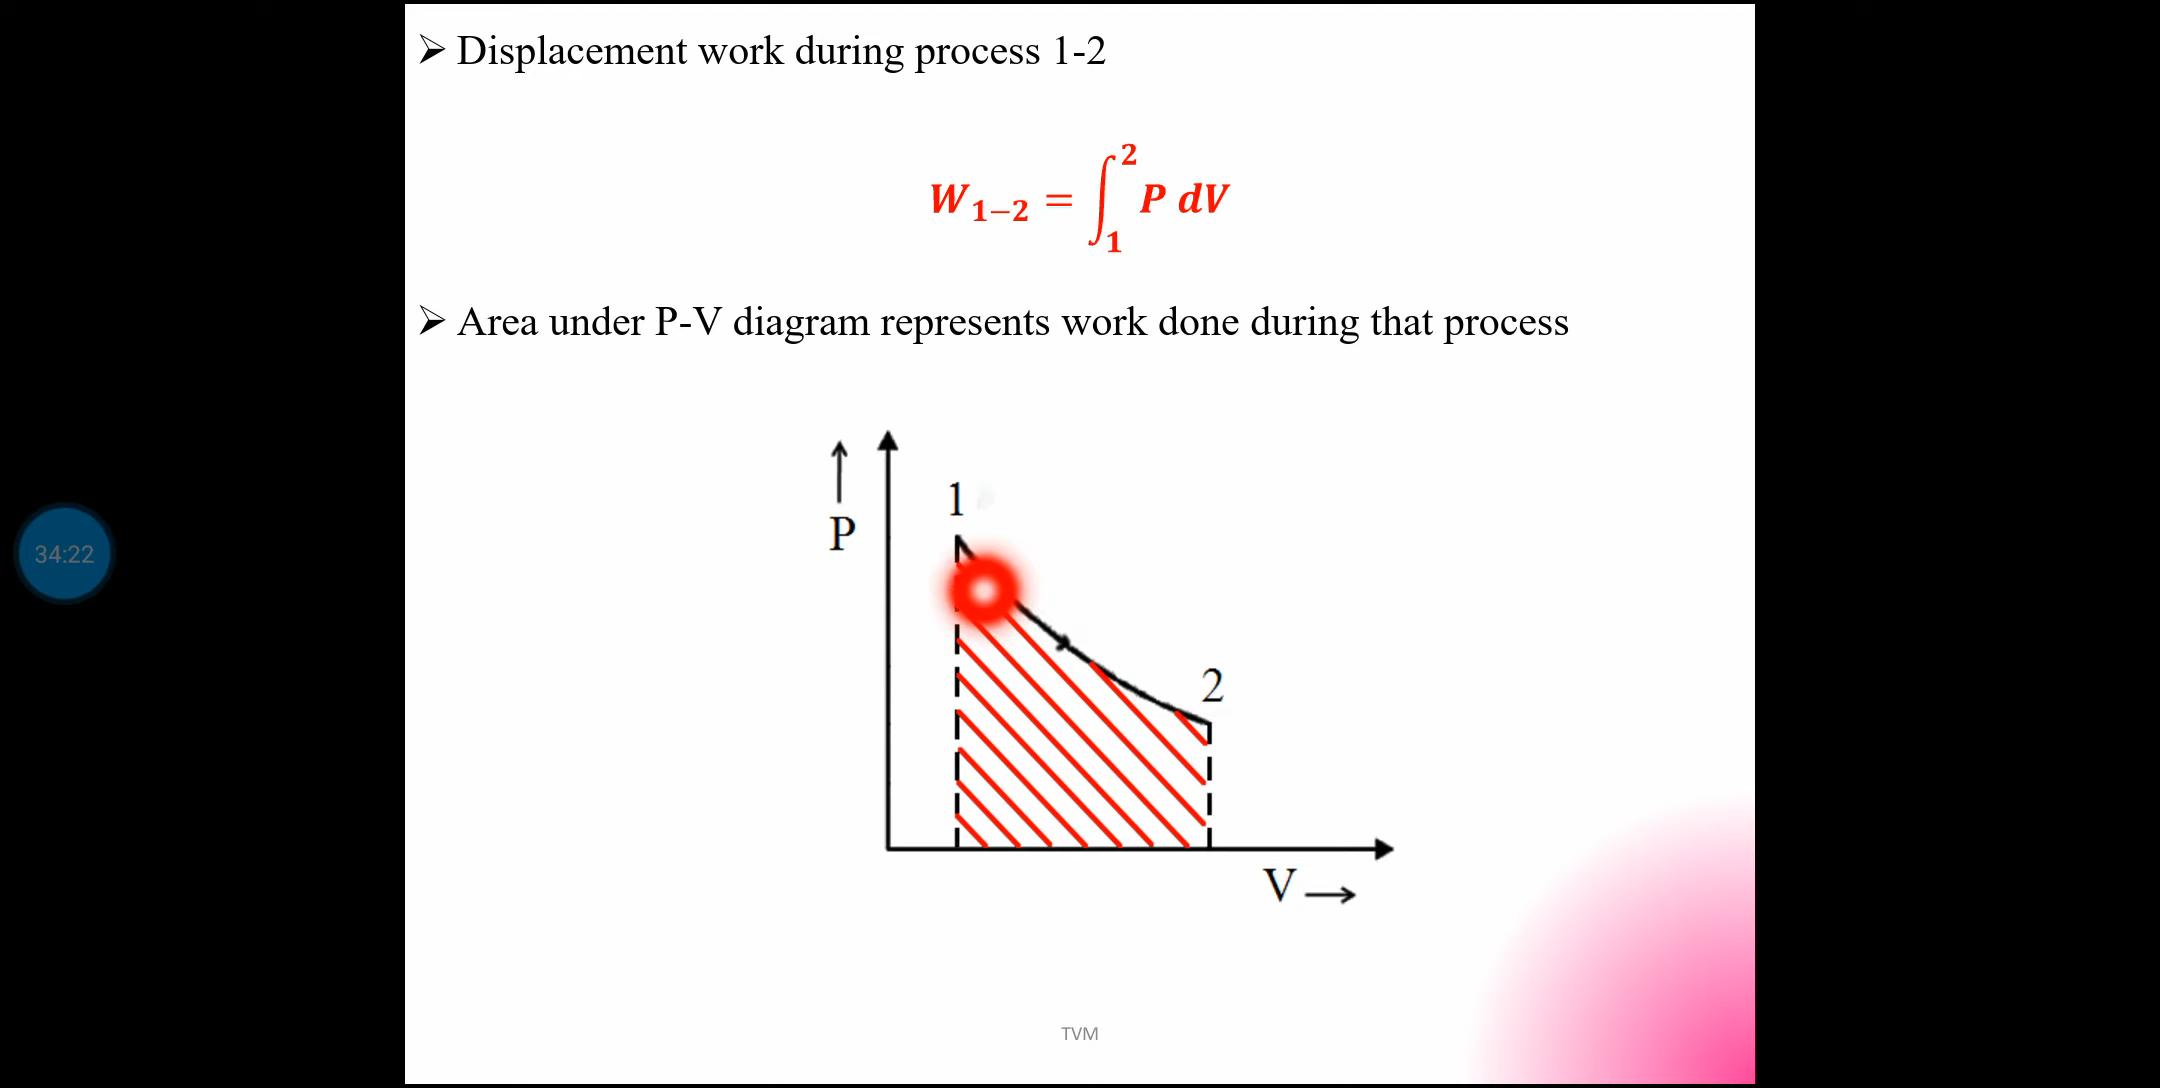 ➢ Displacement work during process 1-2
W₁₋₂ = ∫₁² P dV
➢ Area under P-V diagram represents work done during that process
1
P
34:22
2
V
TVM